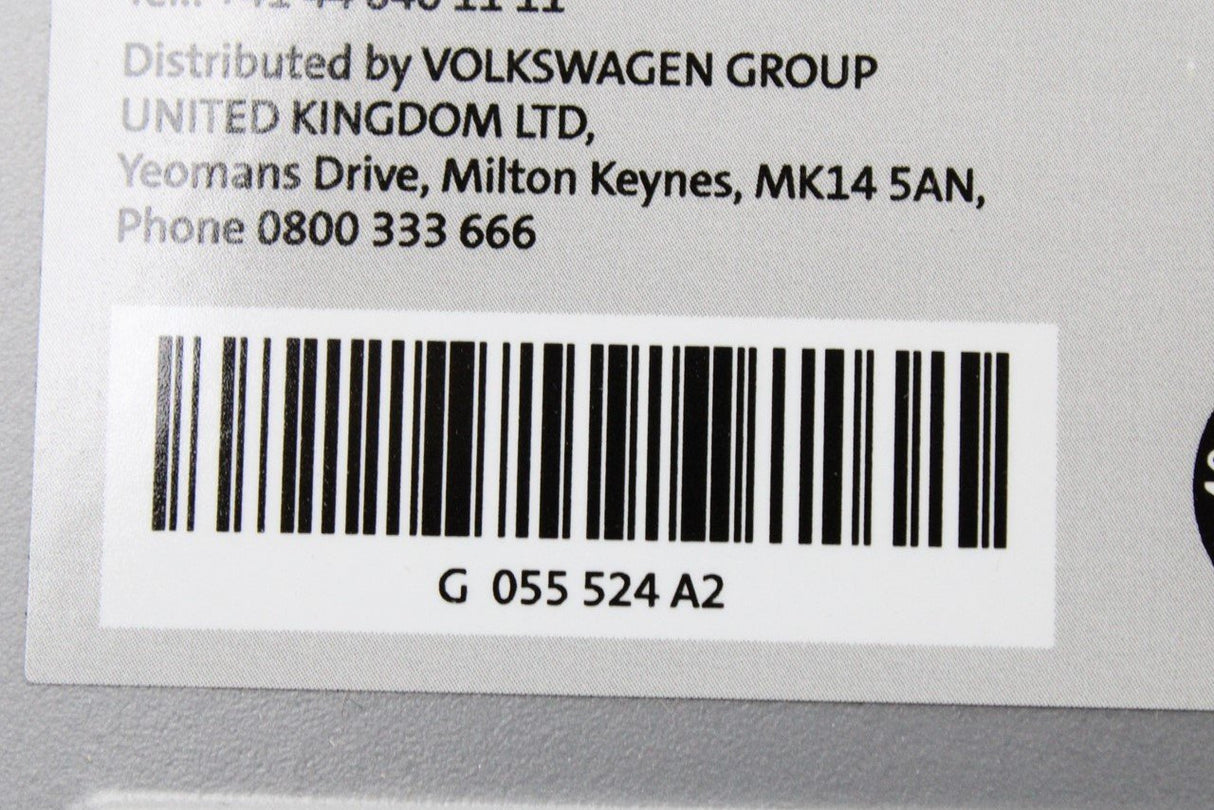 Distributed by VOLKSWAGEN GROUP
UNITED KINGDOM LTD,
Yeomans Drive, Milton Keynes, MK14 5AN,
Phone 0800 333 666
G 055 524 A2